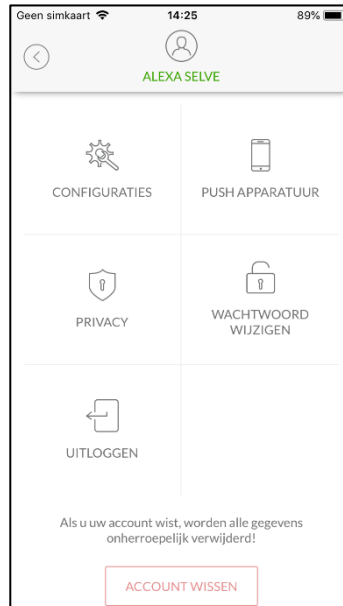 Geen simkaart 14:25 89%
ALEXA SELVE
CONFIGURATIES PUSH APPARATUUR
PRIVACY WACHTWOORD
WIJZIGEN
UITLOGGEN
Als u uw account wist, worden alle gegevens
onherroepelijk verwijderd!
ACCOUNT WISSEN